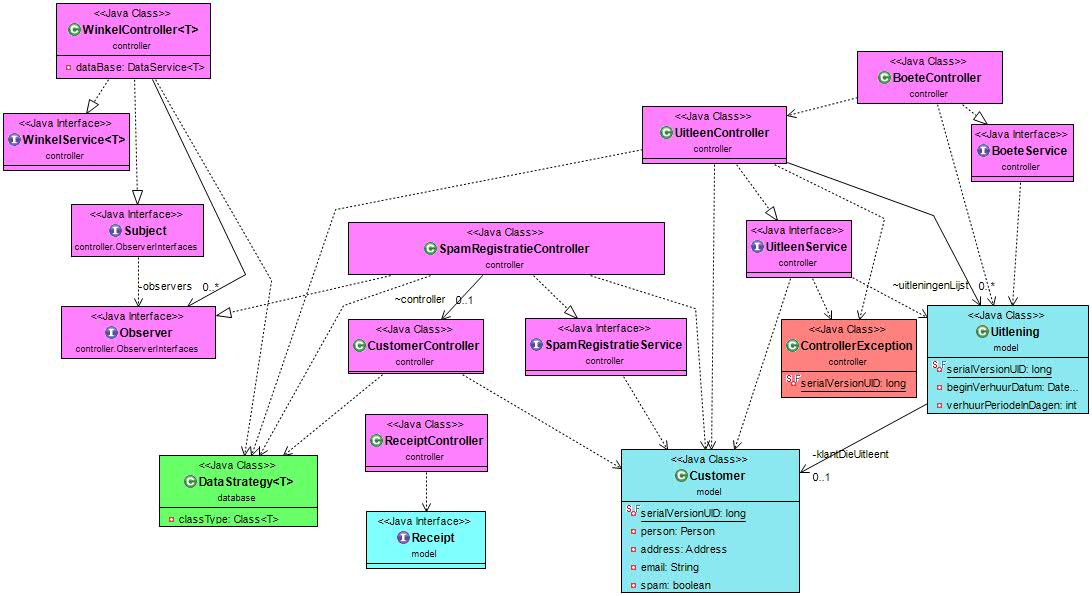 <<Java Class>>
WinkelController<T>
controller
dataBase: DataService<T>
<<Java Class>>
BoeteController
controller
<<Java Interface>>
WinkelService<T>
controller
<<Java Class>>
UitleenController
controller
<<Java Interface>>
BoeteService
controller
<<Java Interface>>
Subject
controller.ObserverInterfaces
<<Java Class>>
SpamRegistratieController
controller
<<Java Interface>>
UitleenService
controller
~observers 0..*
~uitleningenLijst 0..*
~controller 0..1
<<Java Interface>>
Observer
controller.ObserverInterfaces
<<Java Class>>
CustomerController
controller
<<Java Interface>>
SpamRegistratieService
controller
<<Java Class>>
ControllerException
controller
serialVersionUID: long
<<Java Class>>
Uitlening
model
serialVersionUID: long
beginVerhuurDatum: Date...
verhuurPeriodeInDagen: int
<<Java Class>>
ReceiptController
controller
-klantDieUitleent
0..1
<<Java Class>>
DataStrategy<T>
database
classType: Class<T>
<<Java Interface>>
Receipt
model
<<Java Class>>
Customer
model
serialVersionUID: long
person: Person
address: Address
email: String
spam: boolean